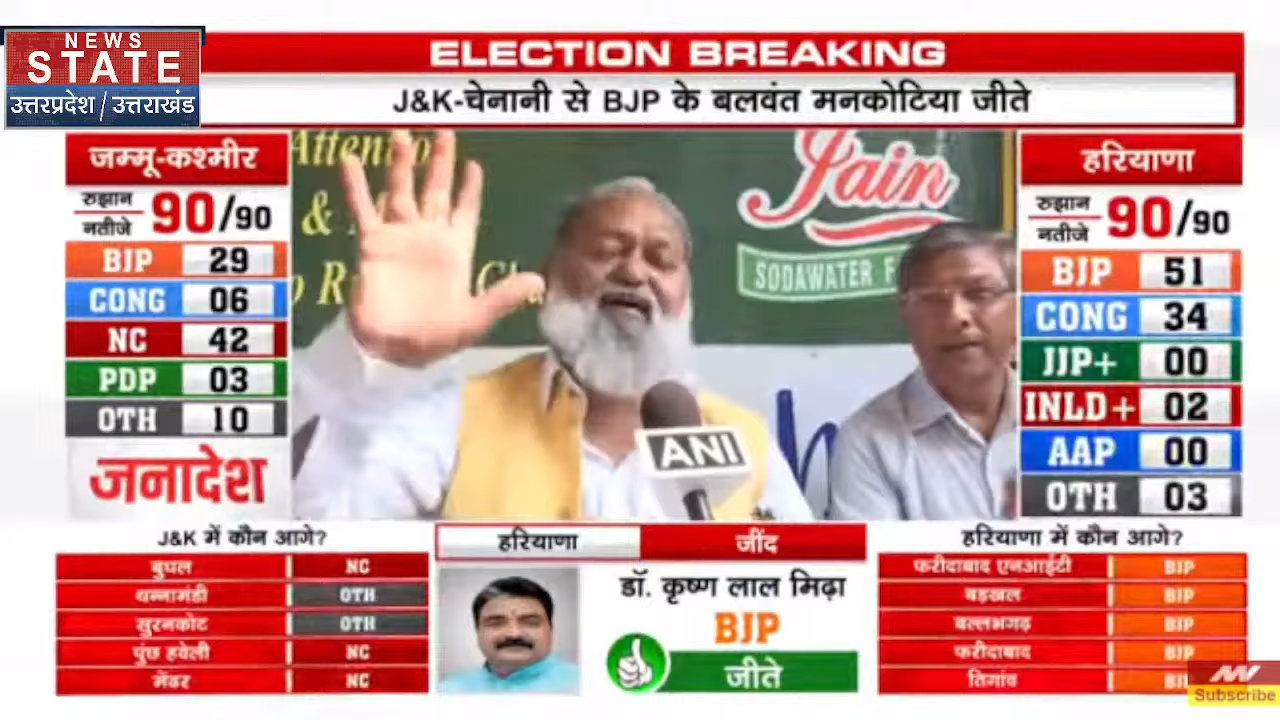 NEWS
STATE
उत्तरप्रदेश/उत्तराखंड
ELECTION BREAKING
J&K-चेनानी से BJP के बलवंत मनकोटिया जीते
जम्मू-कश्मीर
रुझान
नतीजे
90/90
BJP 29
CONG 06
NC 42
PDP 03
OTH 10
जनादेश
Attention
&
Jain
SODAWATER F
ANI
हरियाणा
रुझान
नतीजे
90/90
BJP 51
CONG 34
JJP+ 00
INLD+ 02
AAP 00
OTH 03
J&K में कौन आगे?
बुधल NC
थन्नामंडी OTH
सुरनकोट OTH
पुंछ हवेली NC
मेंढर NC
हरियाणा जींद
डॉ. कृष्ण लाल मिढ़ा
BJP
जीते
हरियाणा में कौन आगे?
फरीदाबाद एनआईटी BJP
बड़खल BJP
बल्लभगढ़ BJP
फरीदाबाद BJP
तिगांव
Subscribe